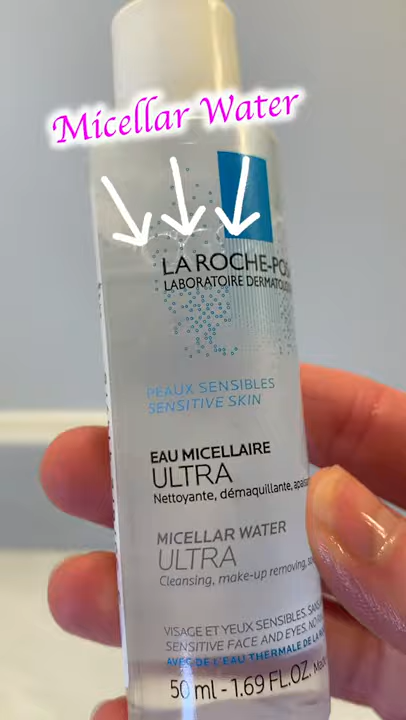 Micellar Water
LA ROCHE-POS
LABORATOIRE DERMATOLO
PEAUX SENSIBLES
SENSITIVE SKIN
EAU MICELLAIRE
ULTRA
Nettoyante, démaquillante, apais
MICELLAR WATER
ULTRA
Cleansing, make-up removing,
VISAGE ET YEUX SENSIBLES.
SENSITIVE FACE AND EYES.
AVEC DE L'EAU THERMALE DE LA
50 ml - 1.69 FL.OZ.